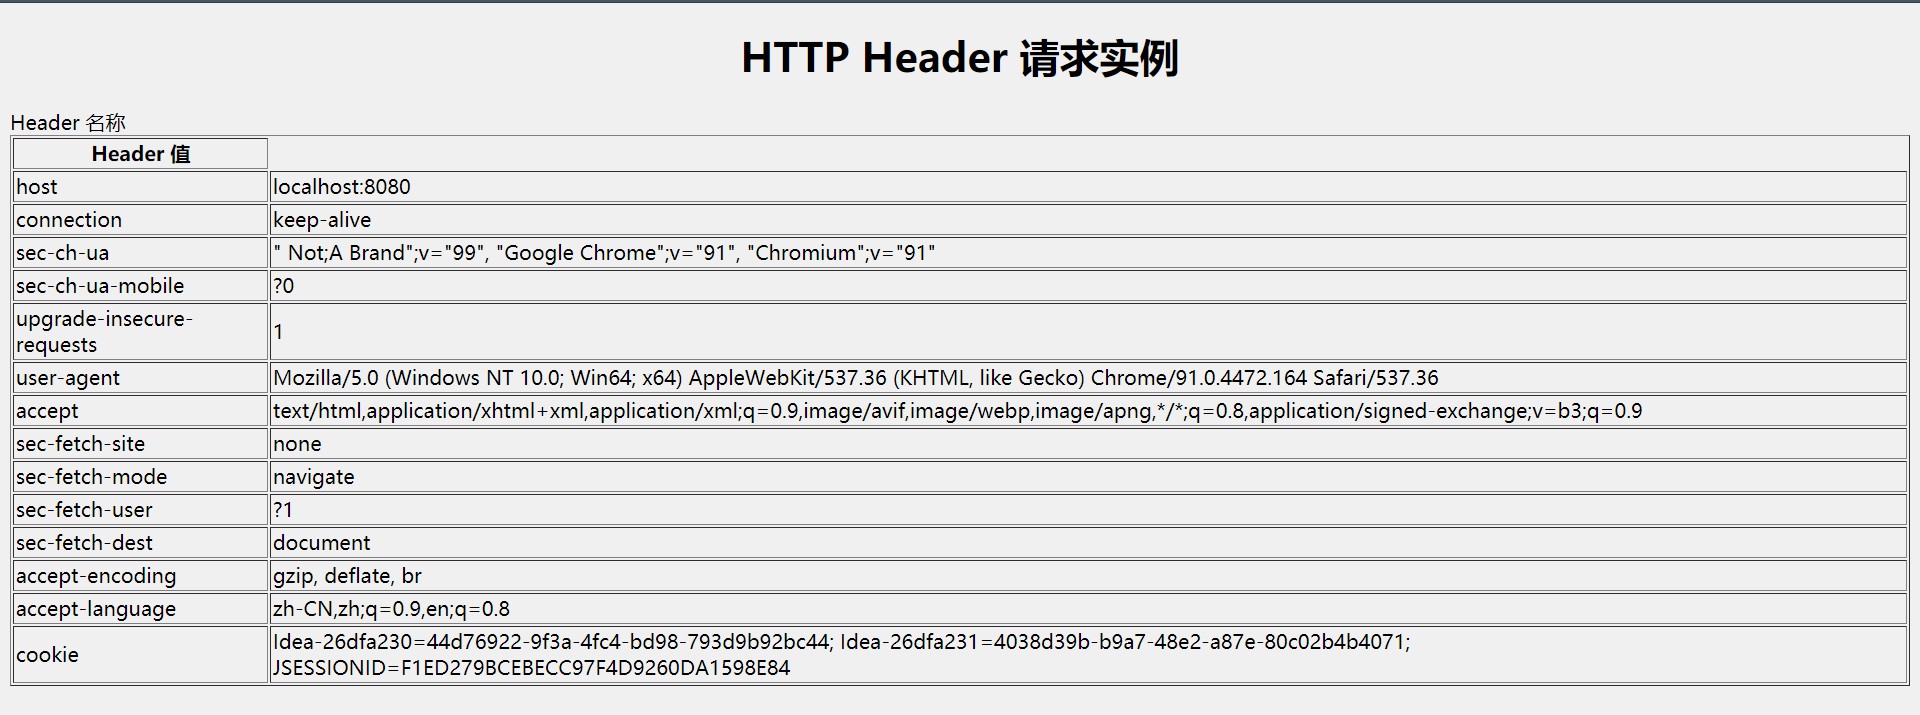 HTTP Header 请求实例
Header 名称
Header 值
host localhost:8080
connection keep-alive
sec-ch-ua " Not;A Brand";v="99", "Google Chrome";v="91", "Chromium";v="91"
sec-ch-ua-mobile ?0
upgrade-insecure-
requests 1
user-agent Mozilla/5.0 (Windows NT 10.0; Win64; x64) AppleWebKit/537.36 (KHTML, like Gecko) Chrome/91.0.4472.164 Safari/537.36
accept text/html,application/xhtml+xml,application/xml;q=0.9,image/avif,image/webp,image/apng,*/*;q=0.8,application/signed-exchange;v=b3;q=0.9
sec-fetch-site none
sec-fetch-mode navigate
sec-fetch-user ?1
sec-fetch-dest document
accept-encoding gzip, deflate, br
accept-language zh-CN,zh;q=0.9,en;q=0.8
cookie Idea-26dfa230=44d76922-9f3a-4fc4-bd98-793d9b92bc44; Idea-26dfa231=4038d39b-b9a7-48e2-a87e-80c02b4b4071;
JSESSIONID=F1ED279BCEBECC97F4D9260DA1598E84